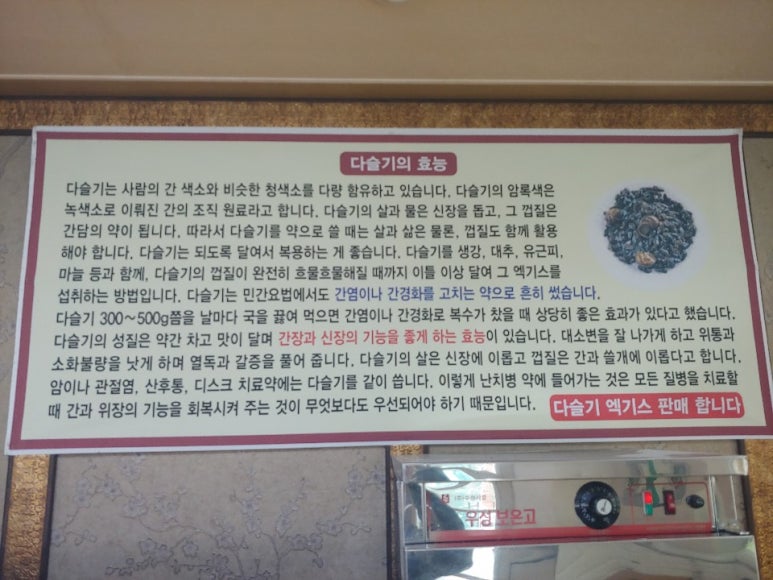 다슬기의 효능
다슬기는 사람의 간 색소와 비슷한 청색소를 다량 함유하고 있습니다. 다슬기의 암록색은
녹색소로 이뤄진 간의 조직 원료라고 합니다. 다슬기의 살과 물은 신장을 돕고, 그 껍질은
간담의 약이 됩니다. 따라서 다슬기를 약으로 쓸 때는 살과 삶은 물론, 껍질도 함께 활용
해야 합니다. 다슬기는 되도록 달여서 복용하는 게 좋습니다. 다슬기를 생강, 대추, 유근피,
마늘 등과 함께, 다슬기의 껍질이 완전히 흐물흐물해질 때까지 이틀 이상 달여 그 엑기스를
섭취하는 방법입니다. 다슬기는 민간요법에서도 간염이나 간경화를 고치는 약으로 흔히 썼습니다.
다슬기 300~500g쯤을 날마다 국을 끓여 먹으면 간염이나 간경화로 복수가 찼을 때 상당히 좋은 효과가 있다고 했습니다.
다슬기의 성질은 약간 차고 맛이 달며 간장과 신장의 기능을 좋게 하는 효능이 있습니다. 대소변을 잘 나가게 하고 위통과
소화불량을 낫게 하며 열독과 갈증을 풀어 줍니다. 다슬기의 살은 신장에 이롭고 껍질은 간과 쓸개에 이롭다고 합니다.
암이나 관절염, 산후통, 디스크 치료약에는 다슬기를 같이 씁니다. 이렇게 난치병 약에 들어가는 것은 모든 질병을 치료할
때 간과 위장의 기능을 회복시켜 주는 것이 무엇보다도 우선되어야 하기 때문입니다. 다슬기 엑기스 판매 합니다
우성보온고